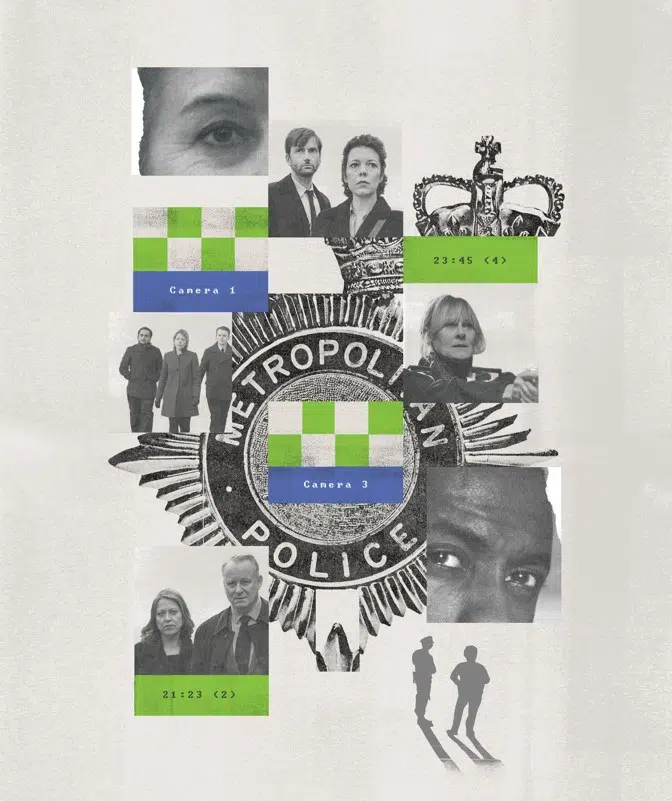 23:45 (4)
Camera 1
METROPOLITAN
Camera 3
POLICE
21:23 (2)